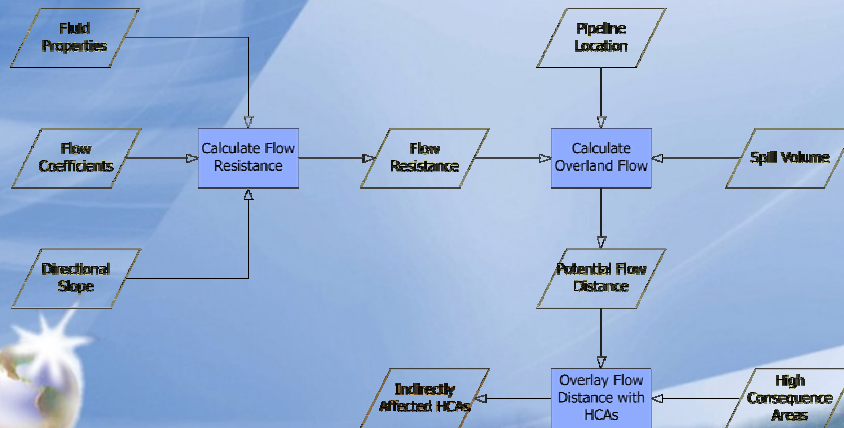 Fluid
Properties
Pipeline
Location
Flow
Coefficients
Calculate Flow
Resistance
Flow
Resistance
Calculate
Overland Flow
Spill Volume
Directional
Slope
Potential Flow
Distance
Indirectly
Affected HCAs
Overlay Flow
Distance with
HCAs
High
Consequence
Areas